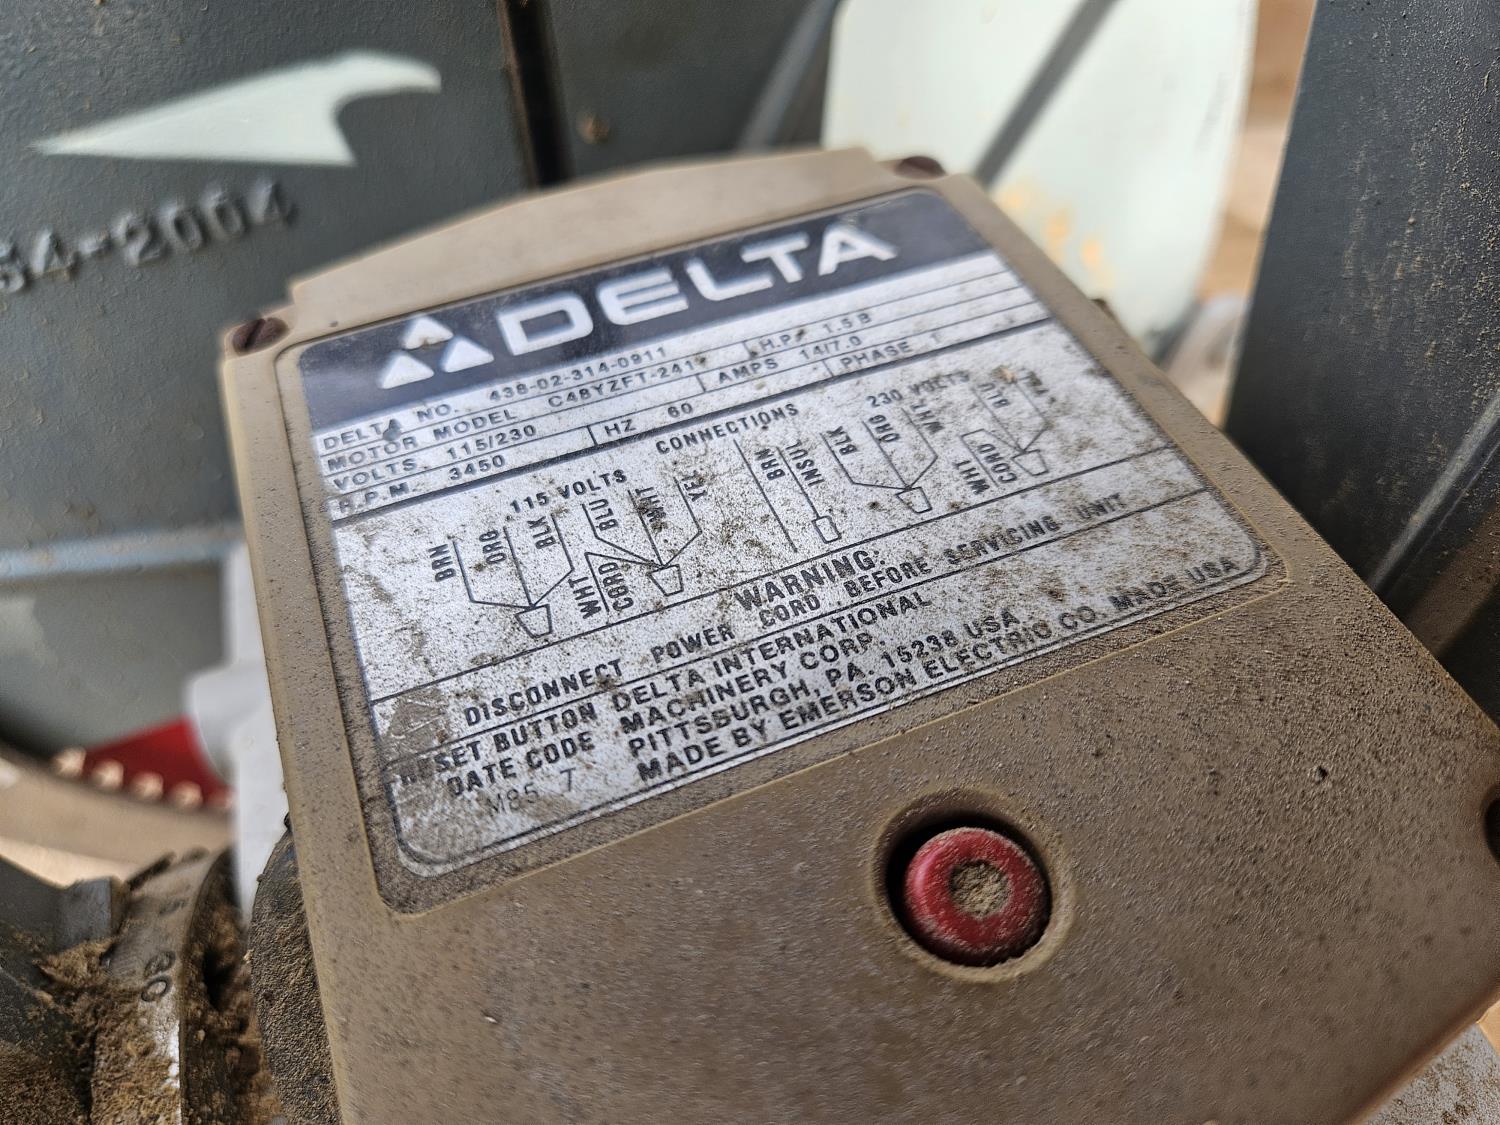 54-2004
DELTA
DELTA NO. 438-02-314-0911
MOTOR MODEL C48YZFT-241 H.P. 1.5 B
VOLTS. 115/230 HZ 60 AMPS 14/7.0
R.P.M. 3450 PHASE 1
CONNECTIONS
115 VOLTS 230 VOLTS
BRN ORG BLK WHT CORD BLU WHT YEL BRN INSUL BLK ORG WHT WHT CORD BLU
WARNING:
DISCONNECT POWER CORD BEFORE SERVICING UNIT
RESET BUTTON DELTA INTERNATIONAL
DATE CODE MACHINERY CORP.
M85 7 PITTSBURGH, PA. 15238 USA
MADE BY EMERSON ELECTRIC CO. MADE USA
30